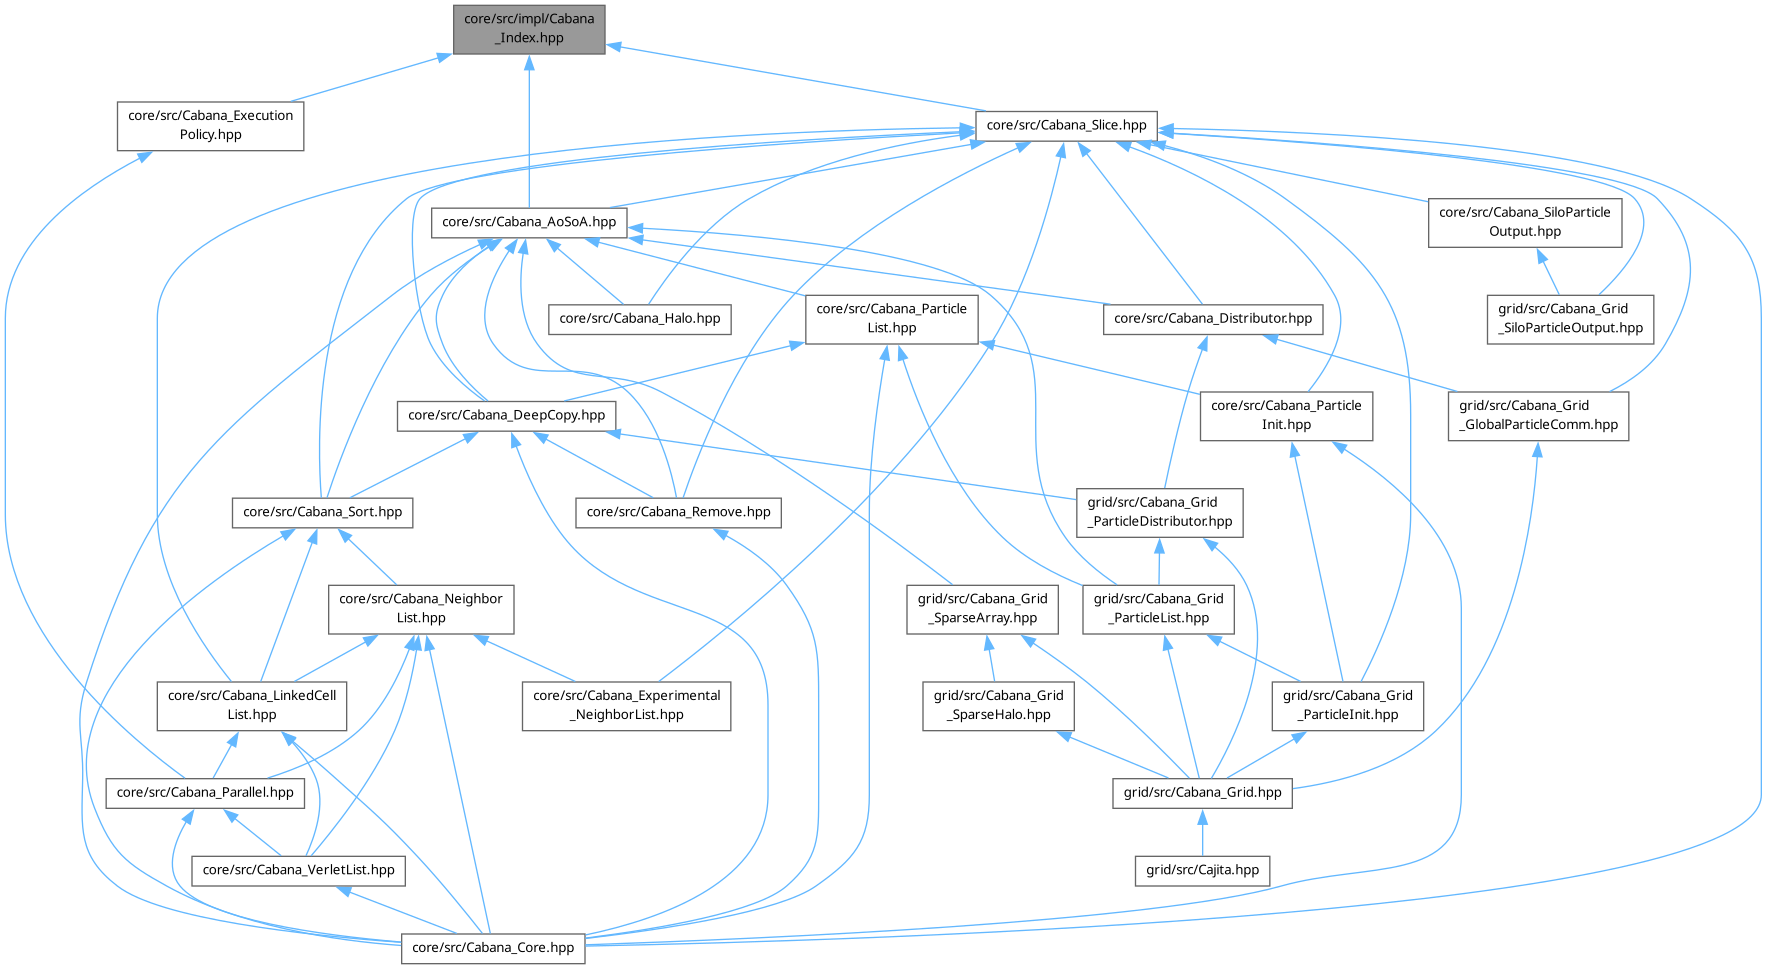 core/src/impl/Cabana
_Index.hpp
core/src/Cabana_Execution
Policy.hpp
core/src/Cabana_Slice.hpp
core/src/Cabana_AoSoA.hpp
core/src/Cabana_SiloParticle
Output.hpp
core/src/Cabana_Halo.hpp
core/src/Cabana_Particle
List.hpp
core/src/Cabana_Distributor.hpp
grid/src/Cabana_Grid
_SiloParticleOutput.hpp
core/src/Cabana_DeepCopy.hpp
core/src/Cabana_Particle
Init.hpp
grid/src/Cabana_Grid
_GlobalParticleComm.hpp
core/src/Cabana_Sort.hpp
core/src/Cabana_Remove.hpp
grid/src/Cabana_Grid
_ParticleDistributor.hpp
core/src/Cabana_Neighbor
List.hpp
grid/src/Cabana_Grid
_SparseArray.hpp
grid/src/Cabana_Grid
_ParticleList.hpp
core/src/Cabana_LinkedCell
List.hpp
core/src/Cabana_Experimental
_NeighborList.hpp
grid/src/Cabana_Grid
_SparseHalo.hpp
grid/src/Cabana_Grid
_ParticleInit.hpp
core/src/Cabana_Parallel.hpp
grid/src/Cabana_Grid.hpp
core/src/Cabana_VerletList.hpp
grid/src/Cajita.hpp
core/src/Cabana_Core.hpp